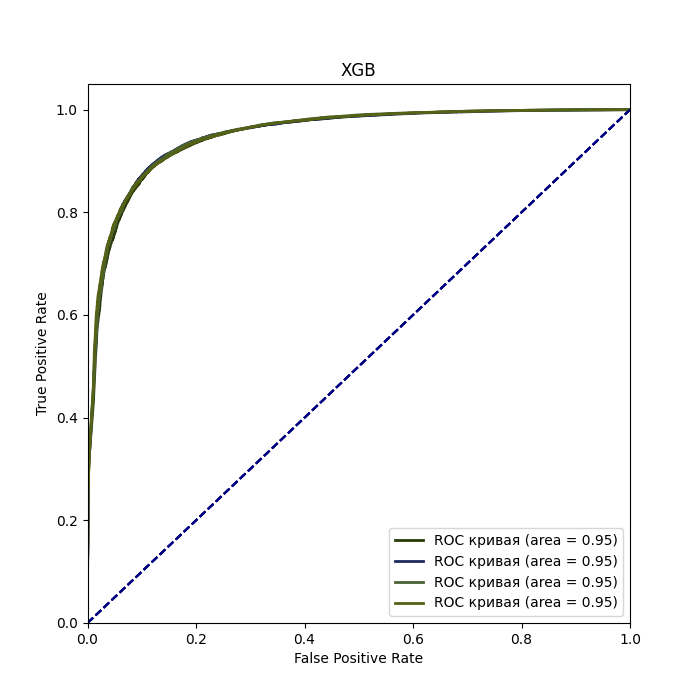 XGB
1.0
0.8
0.6
0.4
0.2
0.0
True Positive Rate
ROC кривая (area = 0.95)
ROC кривая (area = 0.95)
ROC кривая (area = 0.95)
ROC кривая (area = 0.95)
0.0 0.2 0.4 0.6 0.8 1.0
False Positive Rate